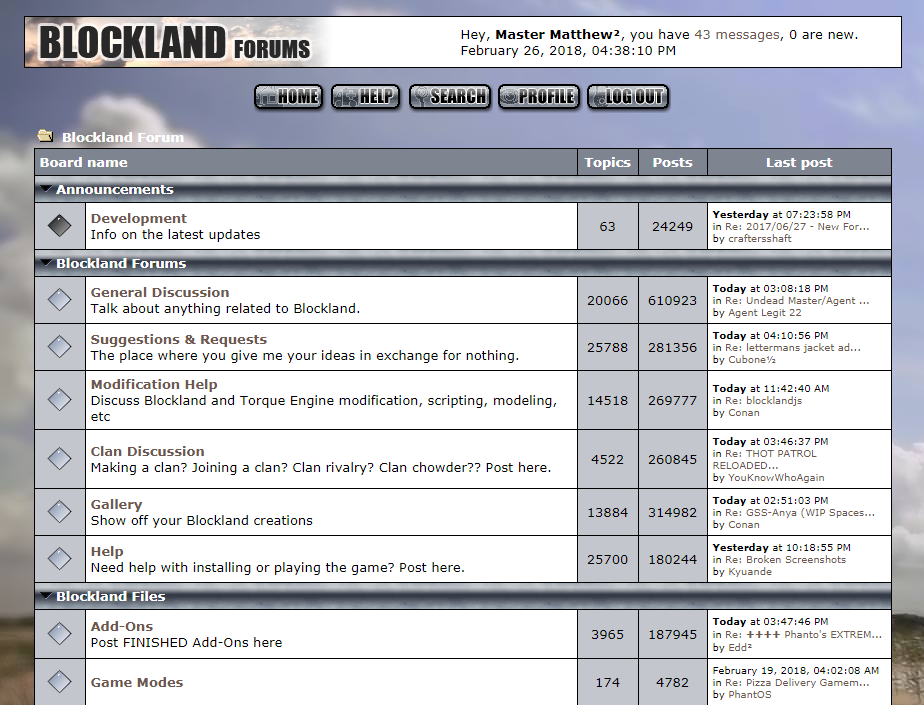 BLOCKLAND FORUMS
Hey, Master Matthew², you have 43 messages, 0 are new.
February 26, 2018, 04:38:10 PM
HOME HELP SEARCH PROFILE LOG OUT
Blockland Forum
Board name Topics Posts Last post
Announcements
Development
Info on the latest updates
63 24249
Yesterday at 07:23:58 PM
in Re: 2017/06/27 - New For...
by craftersshaft
Blockland Forums
General Discussion
Talk about anything related to Blockland.
20066 610923
Today at 03:08:18 PM
in Re: Undead Master/Agent ...
by Agent Legit 22
Suggestions & Requests
The place where you give me your ideas in exchange for nothing.
25788 281356
Today at 04:10:56 PM
in Re: lettermans jacket ad...
by Cubone½
Modification Help
Discuss Blockland and Torque Engine modification, scripting, modeling,
etc
14518 269777
Today at 11:42:40 AM
in Re: blocklandjs
by Conan
Clan Discussion
Making a clan? Joining a clan? Clan rivalry? Clan chowder?? Post here.
4522 260845
Today at 03:46:37 PM
in Re: THOT PATROL
RELOADED...
by YouKnowWhoAgain
Gallery
Show off your Blockland creations
13884 314982
Today at 02:51:03 PM
in Re: GSS-Anya (WIP Spaces...
by Conan
Help
Need help with installing or playing the game? Post here.
25700 180244
Yesterday at 10:18:55 PM
in Re: Broken Screenshots
by Kyuande
Blockland Files
Add-Ons
Post FINISHED Add-Ons here
3965 187945
Today at 03:47:46 PM
in Re: ++++ Phanto's EXTREM...
by Edd²
Game Modes
174 4782
February 19, 2018, 04:02:08 AM
in Re: Pizza Delivery Gamem...
by PhantOS